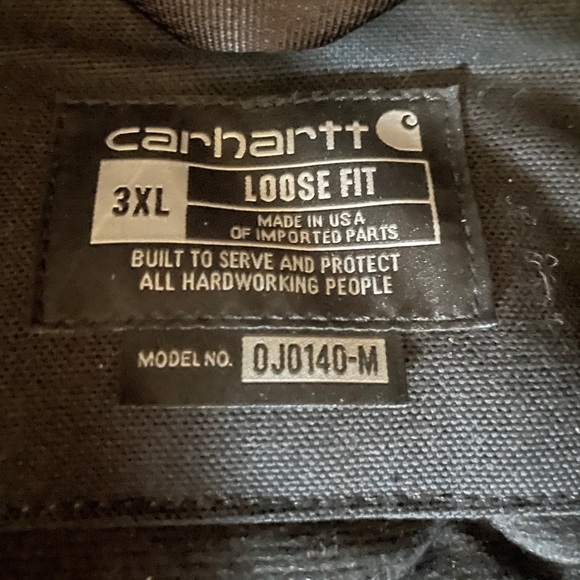 carhartt
3XL
LOOSE FIT
MADE IN USA
OF IMPORTED PARTS
BUILT TO SERVE AND PROTECT
ALL HARDWORKING PEOPLE
MODEL NO. 0J0140-M